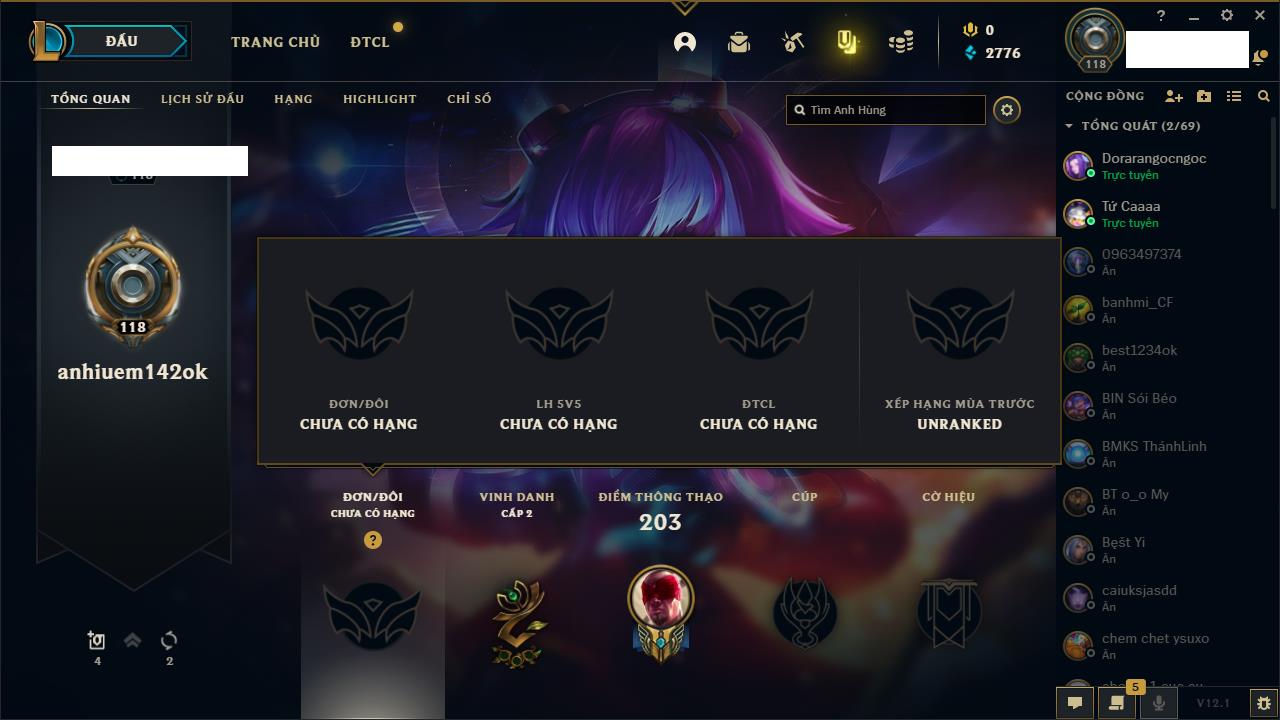 ĐẤU
TRANG CHỦ
ĐTCL
0
2776
?
118
TỔNG QUAN
LỊCH SỬ ĐẤU
HẠNG
HIGHLIGHT
CHỈ SỐ
Tìm Anh Hùng
118
anhiuem142ok
4
2
ĐƠN/ĐÔI
CHƯA CÓ HẠNG
LH 5V5
CHƯA CÓ HẠNG
ĐTCL
CHƯA CÓ HẠNG
XẾP HẠNG MÙA TRƯỚC
UNRANKED
ĐƠN/ĐÔI
CHƯA CÓ HẠNG
?
VINH DANH
CẤP 2
ĐIỂM THÔNG THẠO
203
CÚP
CỜ HIỆU
CỘNG ĐỒNG
TỔNG QUÁT (2/69)
Dorarangocngoc
Trực tuyến
Tứ Caaaa
Trực tuyến
0963497374
Ẩn
banhmi_CF
Ẩn
best1234ok
Ẩn
BIN Sói Béo
Ẩn
BMKS ThánhLinh
Ẩn
BT o_o My
Ẩn
Bęšt Yi
Ẩn
caiuksjasdd
Ẩn
chem chet ysuxo
Ẩn
5
V12.1